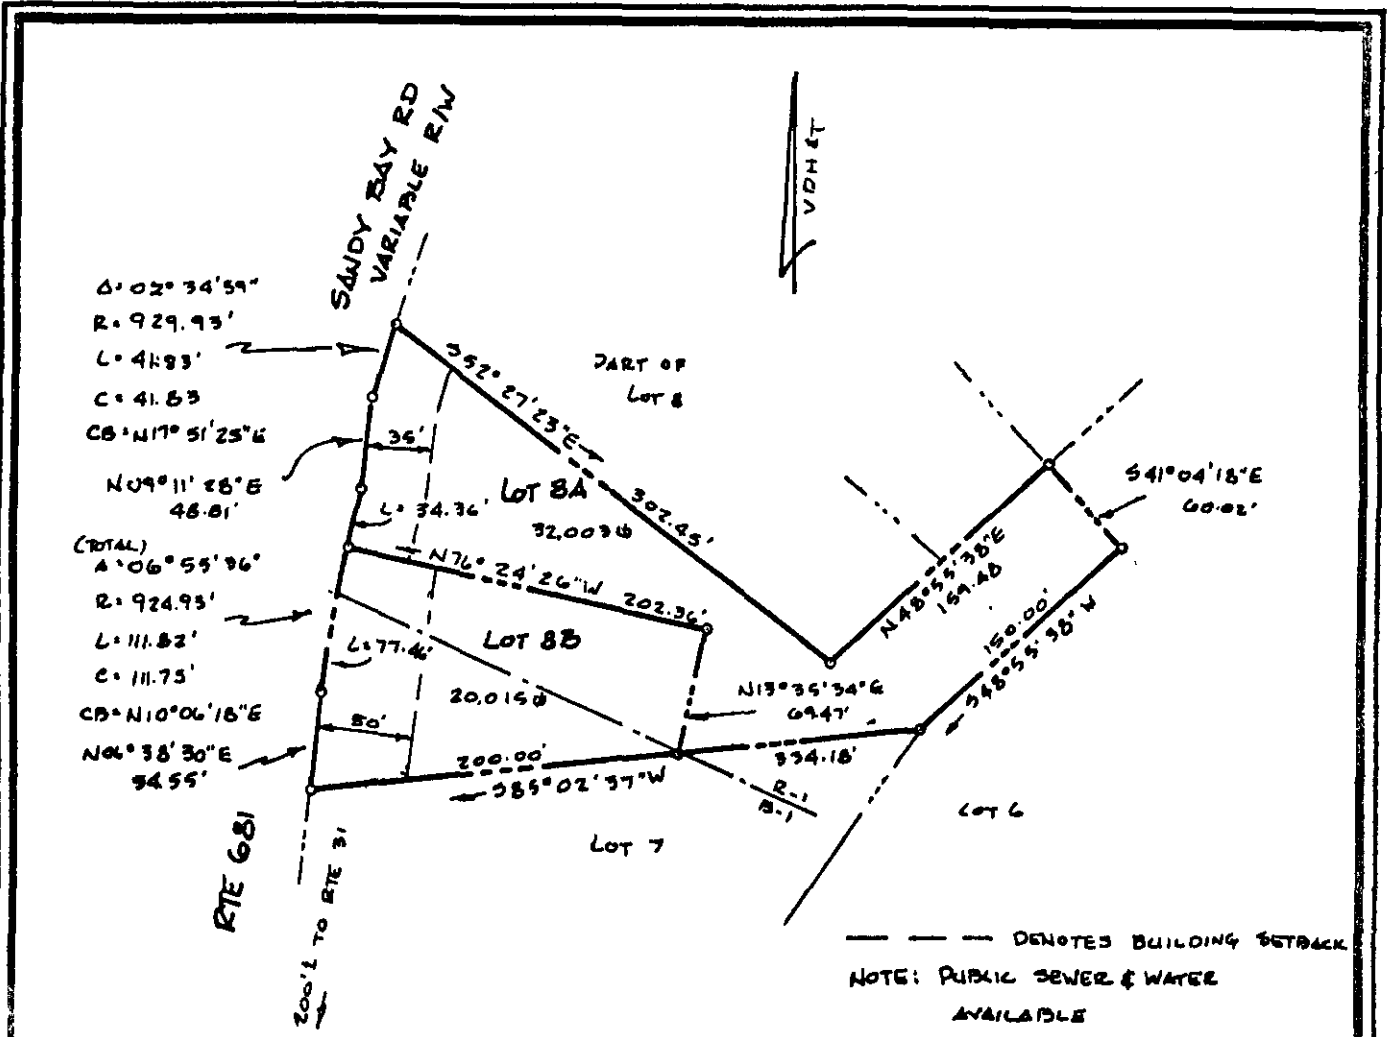 SANDY BAY RD
VARIABLE R/W
VDH&T
Δ= 02° 34' 39"
R= 929.93'
L= 41.83'
C= 41.83
CB= N17° 51' 25"E
N09° 11' 28"E
48.81'
(TOTAL)
Δ= 06° 55' 36"
R= 924.93'
L= 111.82'
C= 111.75'
CB= N10° 06' 18"E
N06° 38' 30"E
34.55'
35'
L= 34.36'
S52° 27' 23"E
302.45'
PART OF
LOT 8
LOT 8A
32,003 ф
N76° 24' 26"W
202.36'
LOT 8B
L= 77.46'
20,015 ф
50'
200.00'
S85° 02' 37"W
334.18'
N13° 35' 34"E
69.47'
N48° 55' 38"E
159.48
S41° 04' 18"E
60.02'
150.00'
S48° 55' 38"W
R-1
B-1
LOT 6
LOT 7
RTE 681
200'± TO RTE 31
DENOTES BUILDING SETBACK
NOTE: PUBLIC SEWER & WATER
AVAILABLE